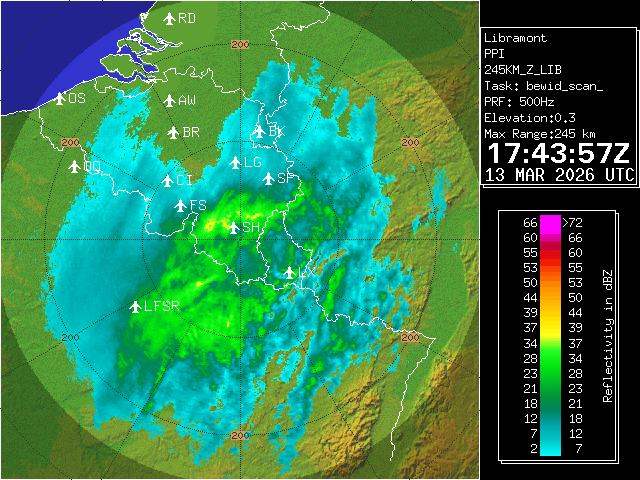 RD
200
OS
AW
BR
BK
200
200
LG
CI
SP
FS
SH
LX
LFSR
200
200
200
Libramont
PPI
245KM_Z_LIB
Task: bewid_scan_
PRF: 500Hz
Elevation:0.3
Max Range:245 km
17:43:57Z
13 MAR 2026 UTC
66 >72
60 66
55 60
53 55
50 53
44 50
39 44
37 39
34 37
28 34
23 28
21 23
18 21
12 18
7 12
2 7
Reflectivity in dBZ